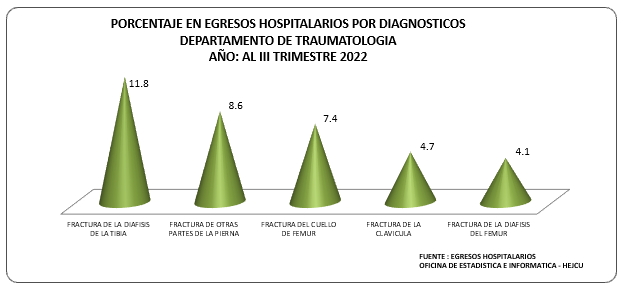 PORCENTAJE EN EGRESOS HOSPITALARIOS POR DIAGNOSTICOS
DEPARTAMENTO DE TRAUMATOLOGIA
AÑO: AL III TRIMESTRE 2022
11.8
8.6
7.4
4.7
4.1
FRACTURA DE LA DIAFISIS
DE LA TIBIA
FRACTURA DE OTRAS
PARTES DE LA PIERNA
FRACTURA DEL CUELLO
DE FEMUR
FRACTURA DE LA
CLAVICULA
FRACTURA DE LA DIAFISIS
DEL FEMUR
FUENTE : EGRESOS HOSPITALARIOS
OFICINA DE ESTADISTICA E INFORMATICA - HEJCU